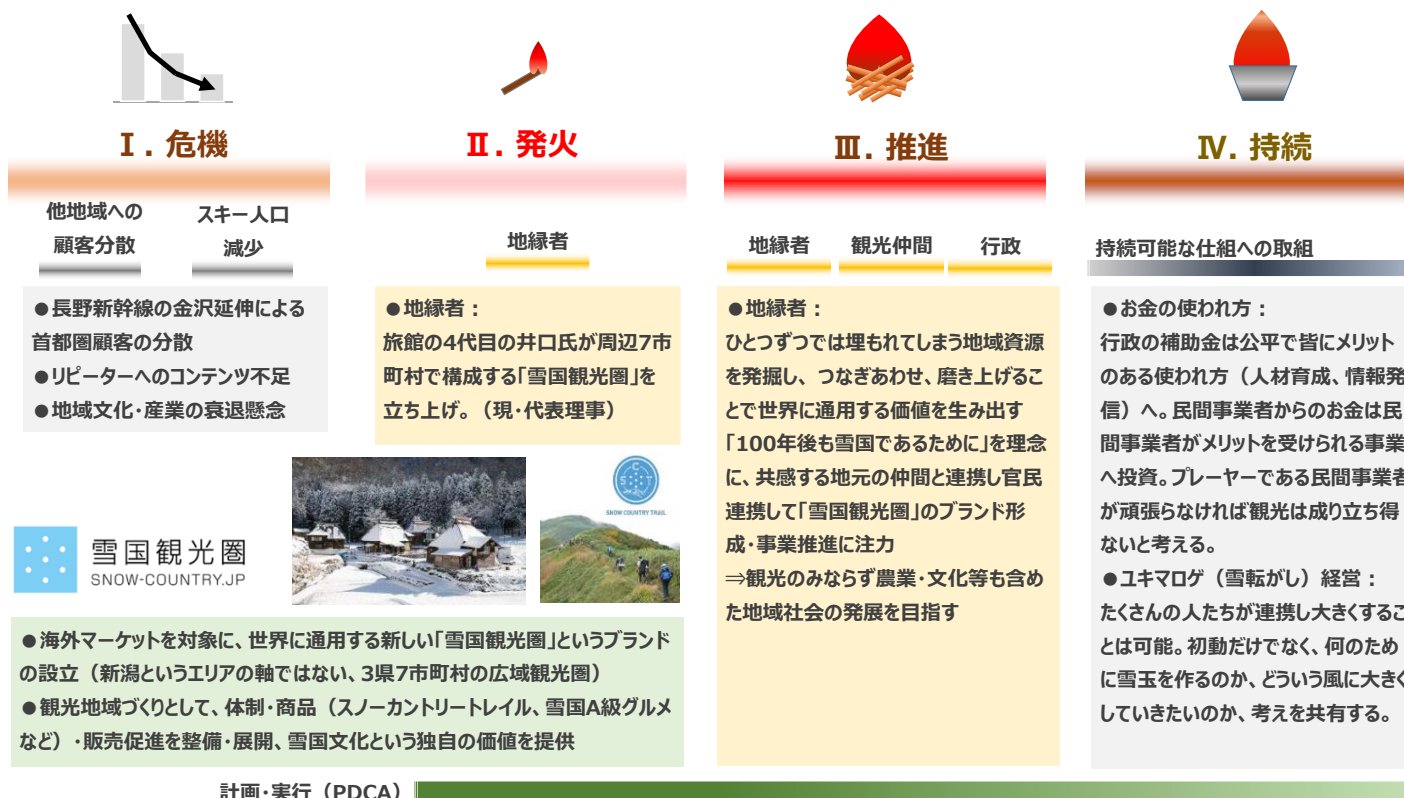 Ⅰ. 危機
他地域への
顧客分散
スキー人口
減少
●長野新幹線の金沢延伸による
首都圏顧客の分散
●リピーターへのコンテンツ不足
●地域文化・産業の衰退懸念
Ⅱ. 発火
地縁者
●地縁者：
旅館の4代目の井口氏が周辺7市
町村で構成する「雪国観光圏」を
立ち上げ。（現・代表理事）
雪国観光圏
SNOW-COUNTRY.JP
S C T
SNOW COUNTRY TRAIL
●海外マーケットを対象に、世界に通用する新しい「雪国観光圏」というブランド
の設立（新潟というエリアの軸ではない、3県7市町村の広域観光圏）
●観光地域づくりとして、体制・商品（スノーカントリートレイル、雪国A級グルメ
など）・販売促進を整備・展開、雪国文化という独自の価値を提供
Ⅲ. 推進
地縁者 観光仲間 行政
●地縁者：
ひとつずつでは埋もれてしまう地域資源
を発掘し、つなぎあわせ、磨き上げるこ
とで世界に通用する価値を生み出す
「100年後も雪国であるために」を理念
に、共感する地元の仲間と連携し官民
連携して「雪国観光圏」のブランド形
成・事業推進に注力
⇒観光のみならず農業・文化等も含め
た地域社会の発展を目指す
Ⅳ. 持続
持続可能な仕組への取組
●お金の使われ方：
行政の補助金は公平で皆にメリット
のある使われ方（人材育成、情報発
信）へ。民間事業者からのお金は民
間事業者がメリットを受けられる事業
へ投資。プレーヤーである民間事業者
が頑張らなければ観光は成り立ち得
ないと考える。
●ユキマロゲ（雪転がし）経営：
たくさんの人たちが連携し大きくするこ
とは可能。初動だけでなく、何のため
に雪玉を作るのか、どういう風に大きく
していきたいのか、考えを共有する。
計画・実行（PDCA）